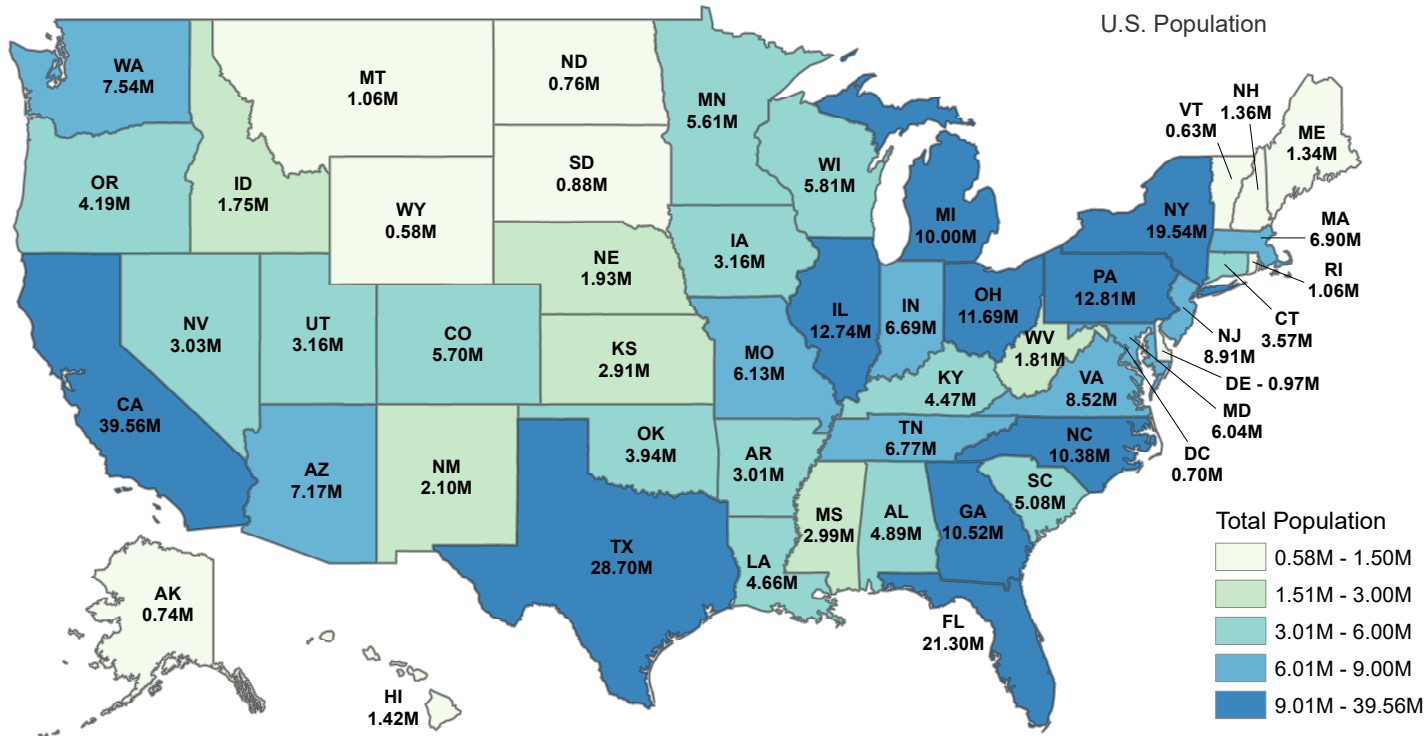 U.S. Population
WA
7.54M
MT
1.06M
ND
0.76M
MN
5.61M
NH
1.36M
VT
0.63M
ME
1.34M
OR
4.19M
ID
1.75M
SD
0.88M
WI
5.81M
WY
0.58M
MI
10.00M
NY
19.54M
MA
6.90M
RI
1.06M
CT
3.57M
NE
1.93M
IA
3.16M
PA
12.81M
NJ
8.91M
NV
3.03M
UT
3.16M
CO
5.70M
KS
2.91M
MO
6.13M
IL
12.74M
IN
6.69M
OH
11.69M
WV
1.81M
DE - 0.97M
KY
4.47M
VA
8.52M
MD
6.04M
CA
39.56M
DC
0.70M
AZ
7.17M
NM
2.10M
OK
3.94M
AR
3.01M
TN
6.77M
NC
10.38M
SC
5.08M
TX
28.70M
LA
4.66M
MS
2.99M
AL
4.89M
GA
10.52M
FL
21.30M
AK
0.74M
HI
1.42M
Total Population
0.58M - 1.50M
1.51M - 3.00M
3.01M - 6.00M
6.01M - 9.00M
9.01M - 39.56M